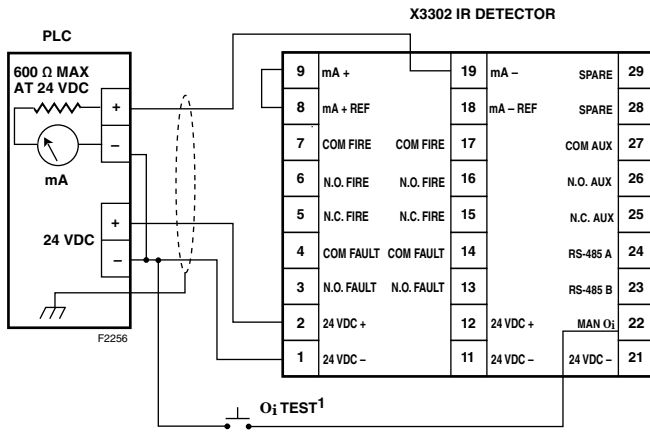 X3302 IR DETECTOR
PLC
600 Ω MAX
AT 24 VDC
+
–
mA
24 VDC
+
–
F2256
9 mA + 19 mA – SPARE 29
8 mA + REF 18 mA – REF SPARE 28
7 COM FIRE COM FIRE 17 COM AUX 27
6 N.O. FIRE N.O. FIRE 16 N.O. AUX 26
5 N.C. FIRE N.C. FIRE 15 N.C. AUX 25
4 COM FAULT COM FAULT 14 RS-485 A 24
3 N.O. FAULT N.O. FAULT 13 RS-485 B 23
2 24 VDC + 12 24 VDC + MAN Oi 22
1 24 VDC – 11 24 VDC – 24 VDC – 21
Oi TEST1